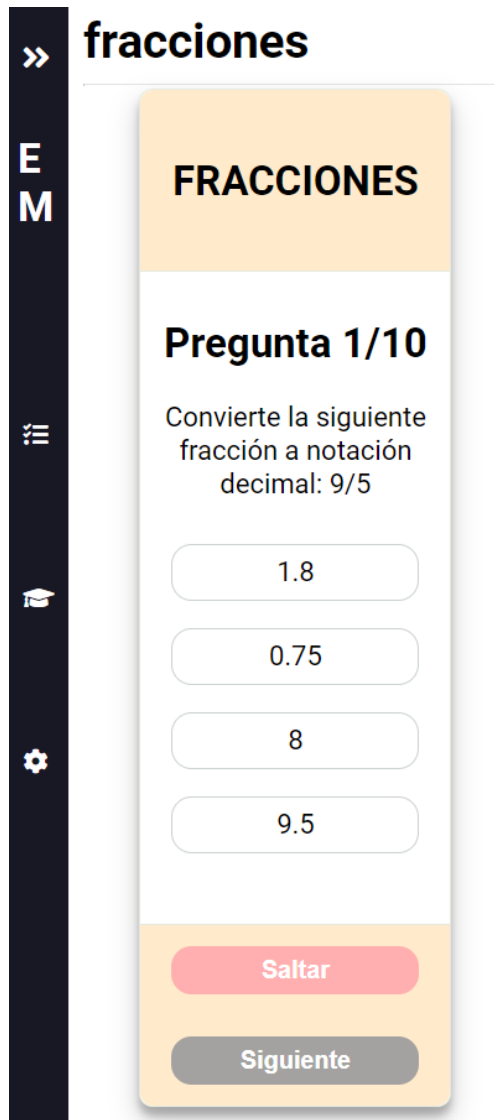 fracciones
E
M
FRACCIONES
Pregunta 1/10
Convierte la siguiente
fracción a notación
decimal: 9/5
1.8
0.75
8
9.5
Saltar
Siguiente